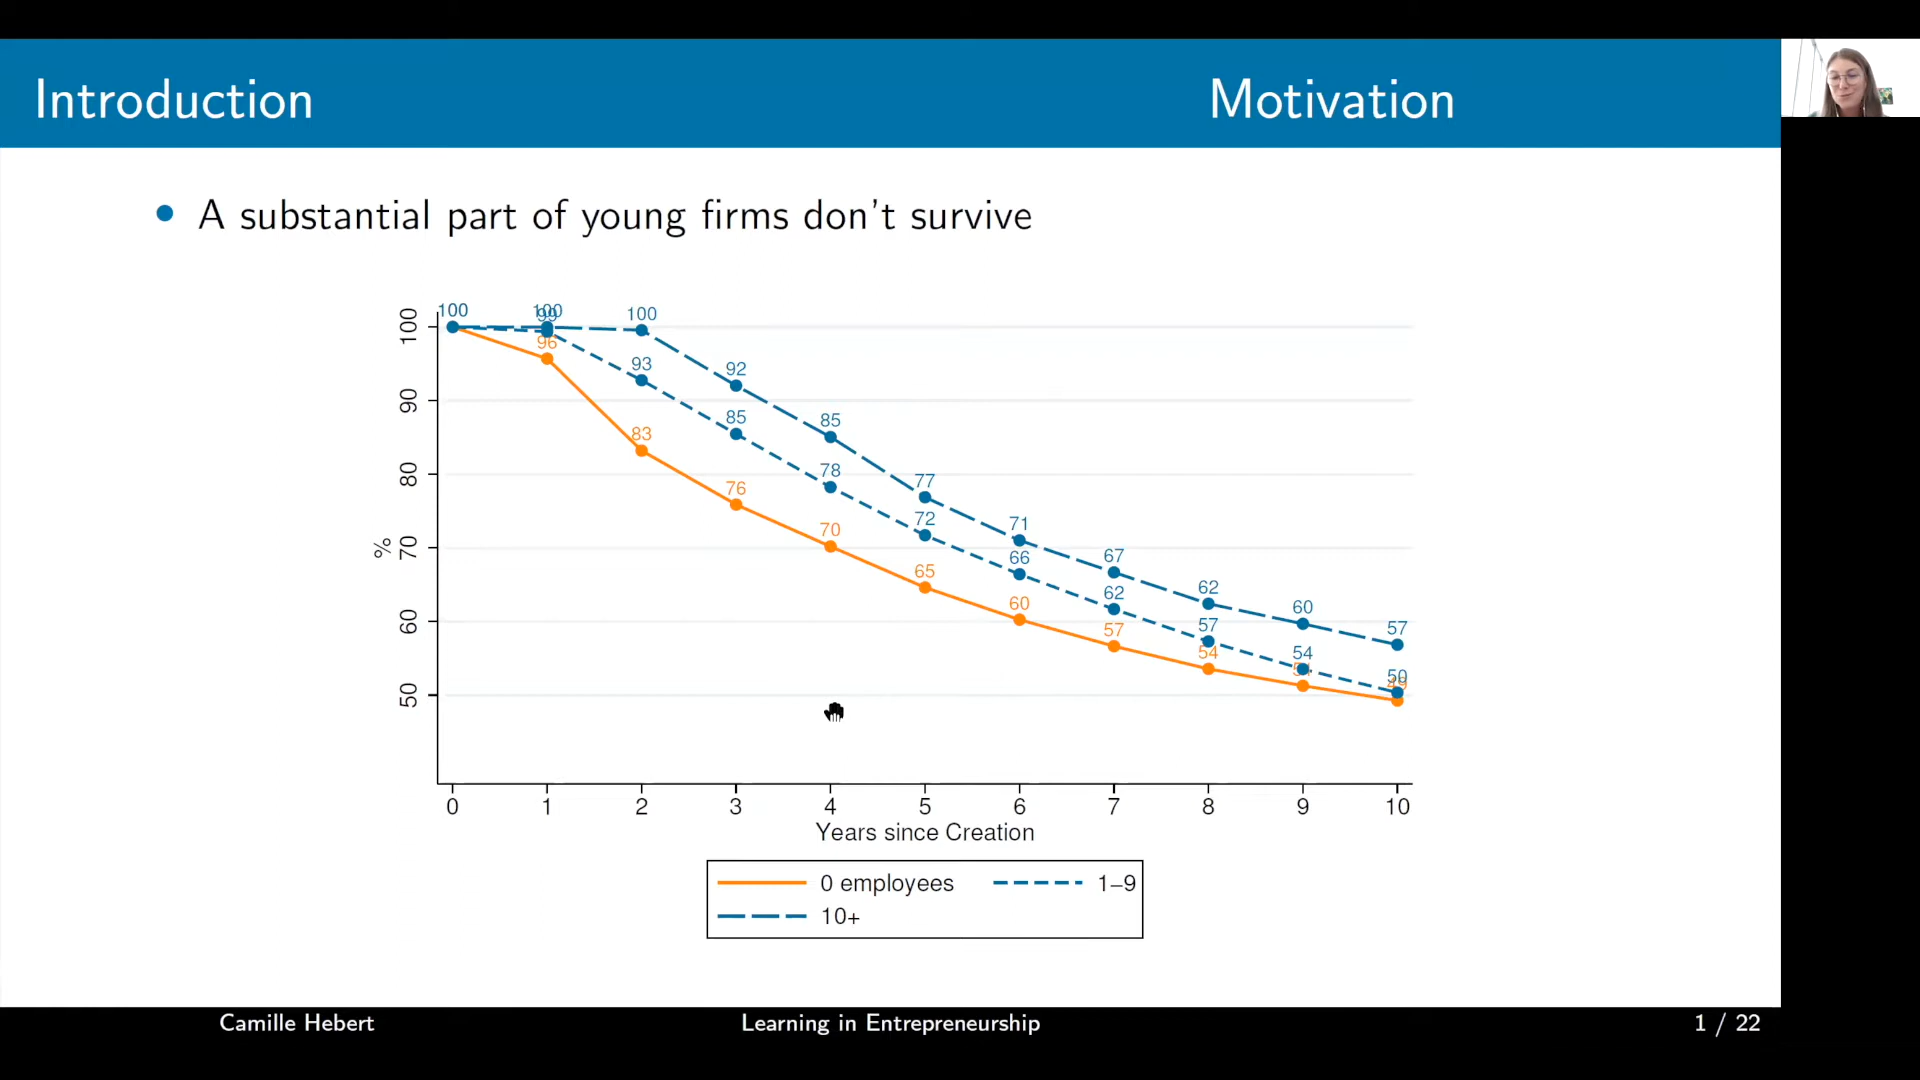 Introduction Motivation
A substantial part of young firms don't survive
100 100 100
99
96
93
92
83 85 85
76 78 77
70 72 71
65 66 67
60 62 62
57 57 60
54 54 57
51 50
49
100
90
80
70
60
50
%
0 1 2 3 4 5 6 7 8 9 10
Years since Creation
0 employees 1–9
10+
Camille Hebert Learning in Entrepreneurship 1 / 22